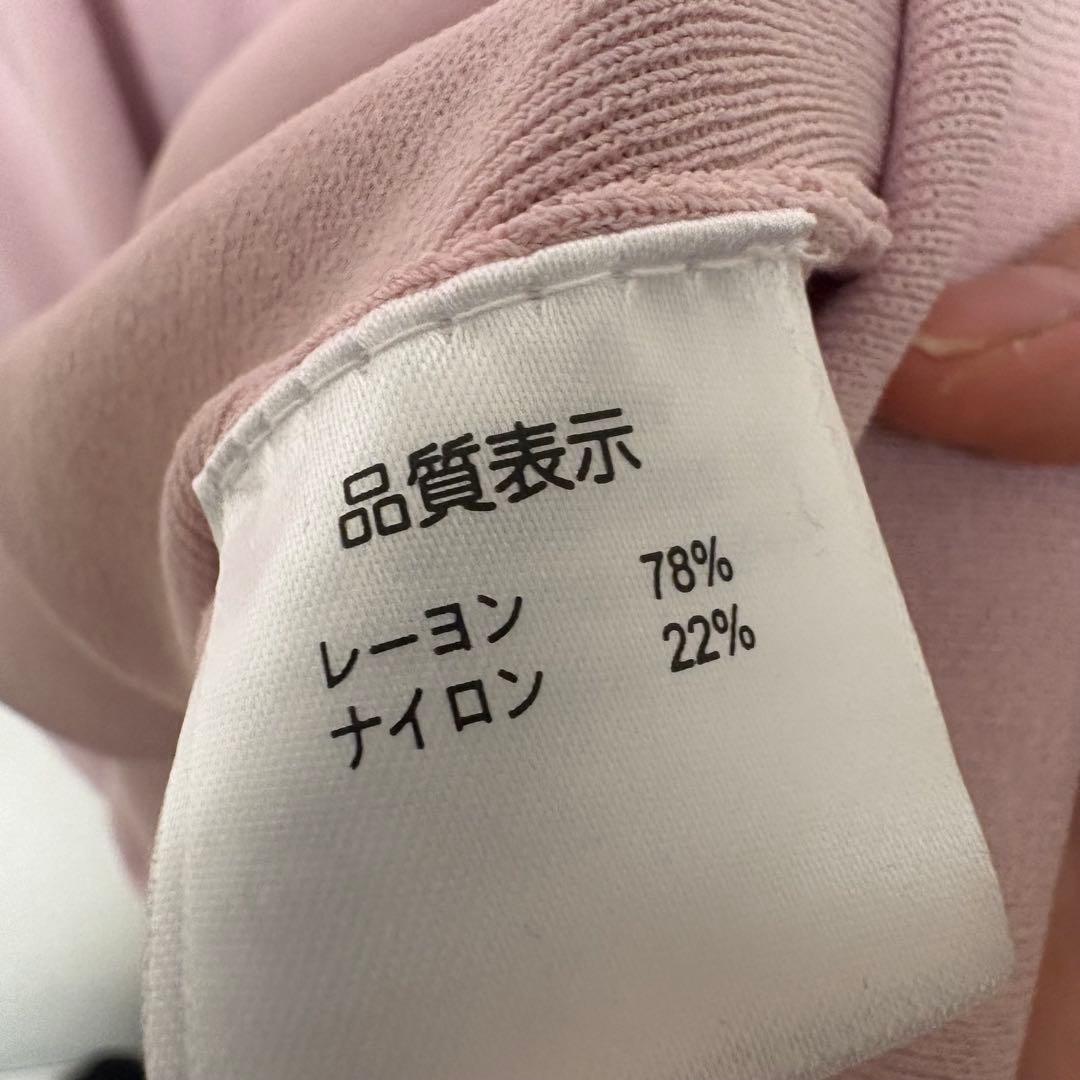 品質表示
レーヨン 78%
ナイロン 22%